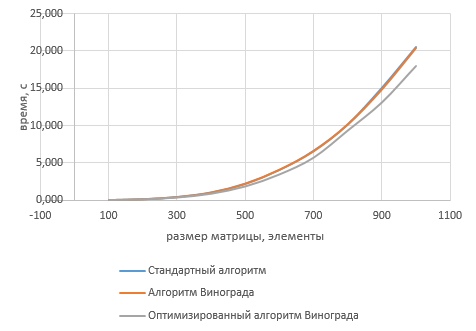 25,000
20,000
15,000
10,000
5,000
0,000
время, с
-100
100
300
500
700
900
1100
размер матрицы, элементы
Стандартный алгоритм
Алгоритм Винограда
Оптимизированный алгоритм Винограда